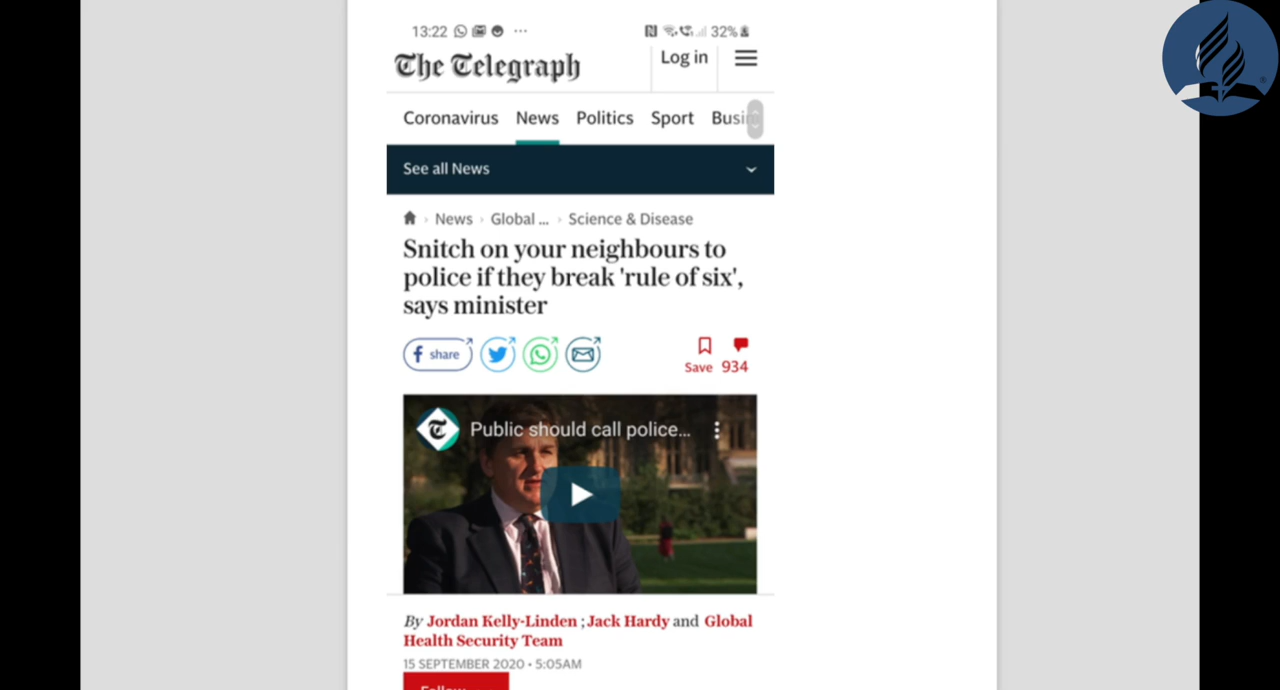 13:22 32%
The Telegraph
Log in
Coronavirus News Politics Sport Busin
See all News
News Global ... Science & Disease
Snitch on your neighbours to
police if they break 'rule of six',
says minister
f share
Save 934
Public should call police...
By Jordan Kelly-Linden ; Jack Hardy and Global
Health Security Team
15 SEPTEMBER 2020 • 5:05AM
Follow